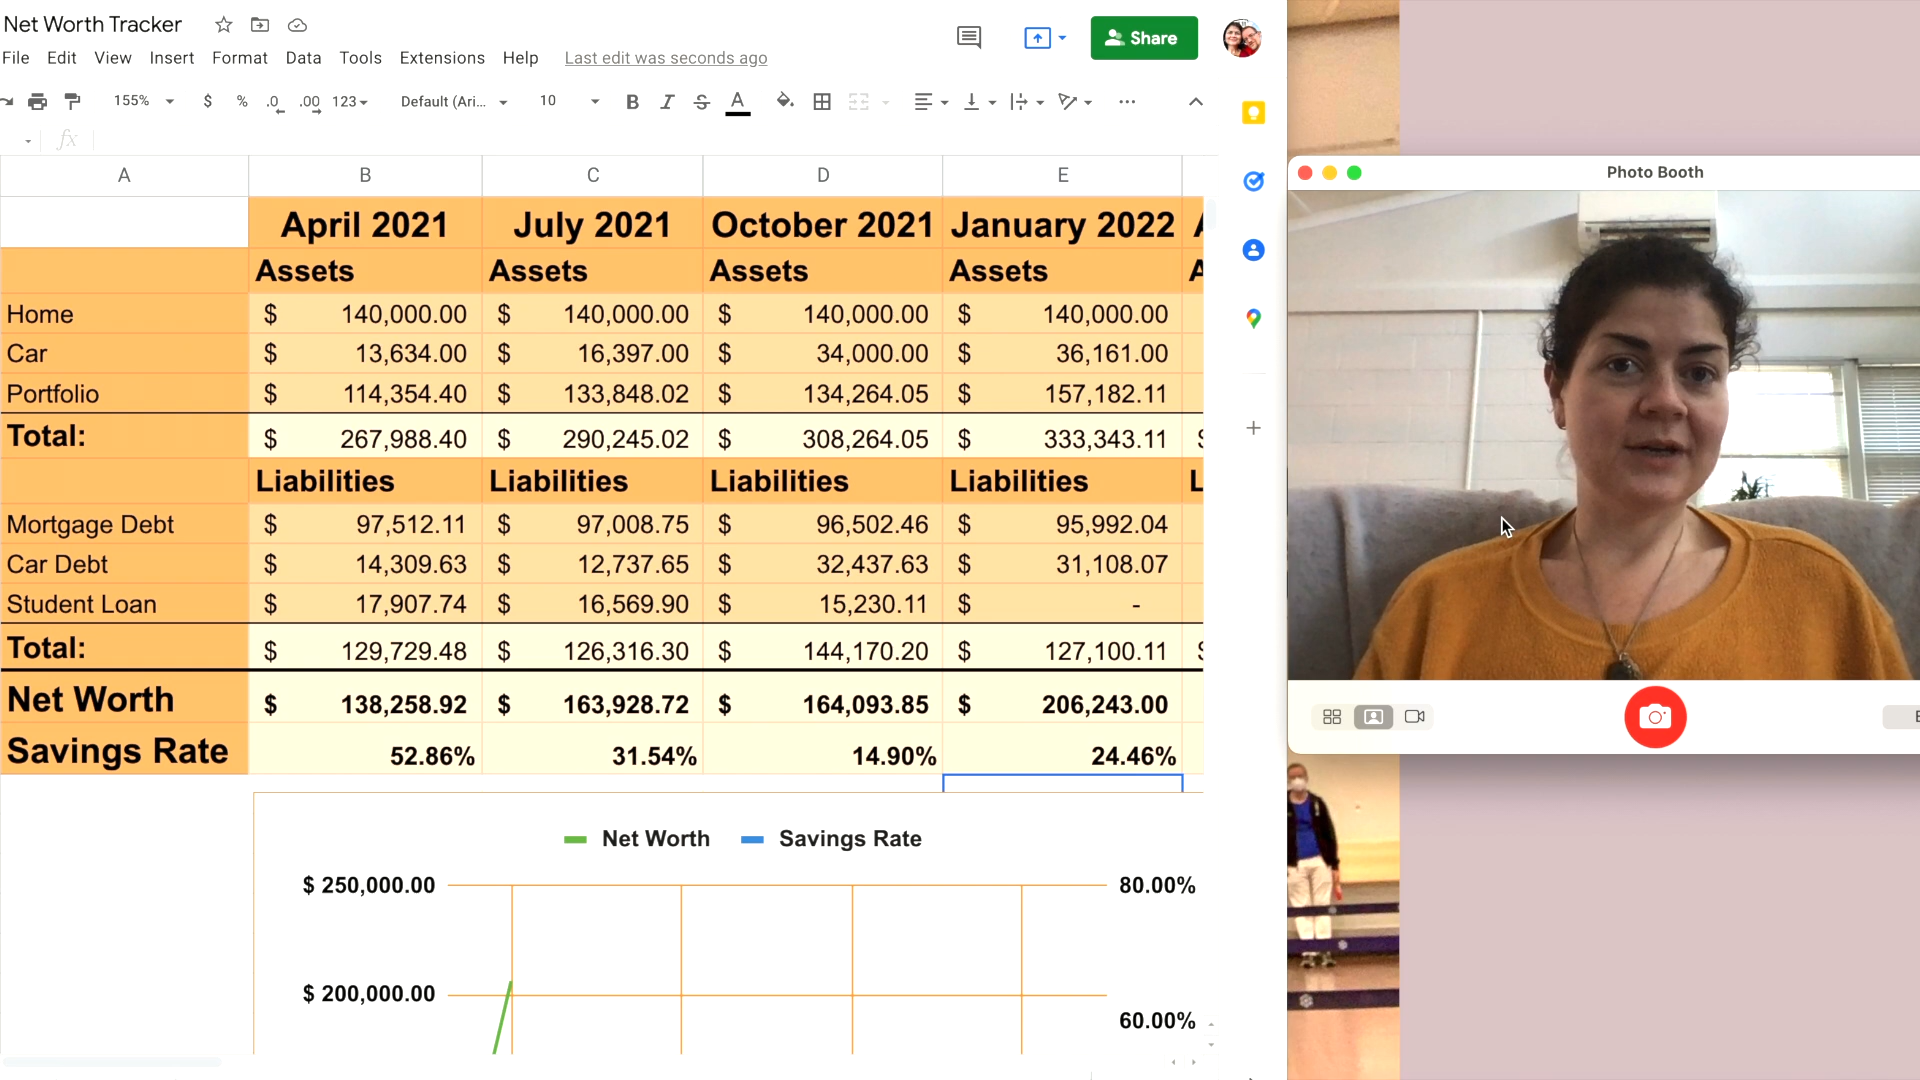 Net Worth Tracker
File Edit View Insert Format Data Tools Extensions Help Last edit was seconds ago
Share
155% $ % .0 .00 123 Default (Ari... 10 B I S A
fx
A B C D E
April 2021 July 2021 October 2021 January 2022
Assets Assets Assets Assets
Home $ 140,000.00 $ 140,000.00 $ 140,000.00 $ 140,000.00
Car $ 13,634.00 $ 16,397.00 $ 34,000.00 $ 36,161.00
Portfolio $ 114,354.40 $ 133,848.02 $ 134,264.05 $ 157,182.11
Total: $ 267,988.40 $ 290,245.02 $ 308,264.05 $ 333,343.11
Liabilities Liabilities Liabilities Liabilities
Mortgage Debt $ 97,512.11 $ 97,008.75 $ 96,502.46 $ 95,992.04
Car Debt $ 14,309.63 $ 12,737.65 $ 32,437.63 $ 31,108.07
Student Loan $ 17,907.74 $ 16,569.90 $ 15,230.11 $ -
Total: $ 129,729.48 $ 126,316.30 $ 144,170.20 $ 127,100.11
Net Worth $ 138,258.92 $ 163,928.72 $ 164,093.85 $ 206,243.00
Savings Rate 52.86% 31.54% 14.90% 24.46%
Net Worth Savings Rate
$ 250,000.00 80.00%
$ 200,000.00
60.00%
Photo Booth